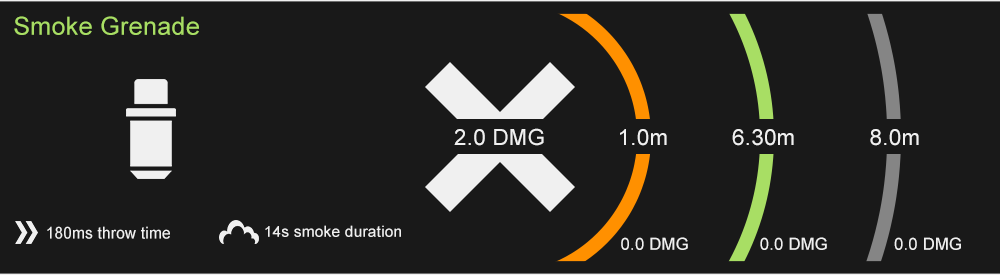 Smoke Grenade
2.0 DMG
1.0m
6.30m
8.0m
180ms throw time
14s smoke duration
0.0 DMG
0.0 DMG
0.0 DMG